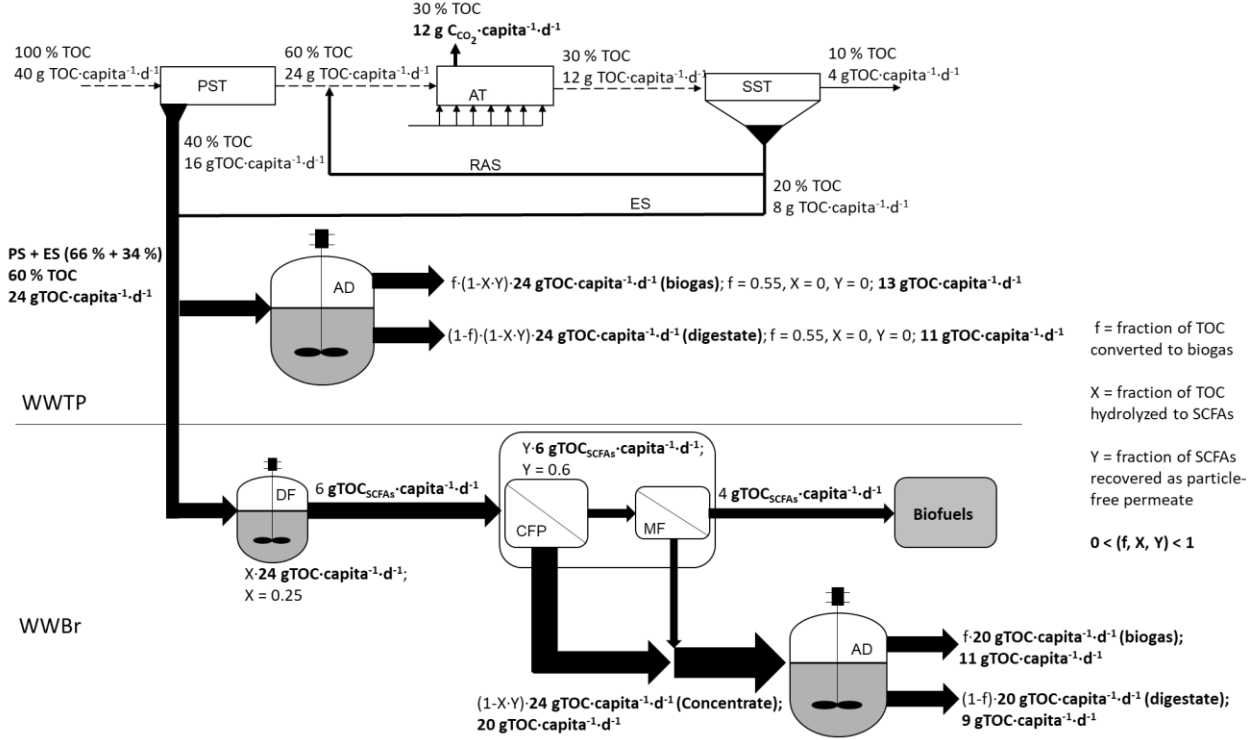 30 % TOC
12 g C_CO₂·capita⁻¹·d⁻¹
100 % TOC
40 g TOC·capita⁻¹·d⁻¹
PST
60 % TOC
24 g TOC·capita⁻¹·d⁻¹
AT
30 % TOC
12 g TOC·capita⁻¹·d⁻¹
SST
10 % TOC
4 gTOC·capita⁻¹·d⁻¹
40 % TOC
16 gTOC·capita⁻¹·d⁻¹
RAS
20 % TOC
8 g TOC·capita⁻¹·d⁻¹
ES
PS + ES (66 % + 34 %)
60 % TOC
24 gTOC·capita⁻¹·d⁻¹
AD
f·(1-X·Y)·24 gTOC·capita⁻¹·d⁻¹ (biogas); f = 0.55, X = 0, Y = 0; 13 gTOC·capita⁻¹·d⁻¹
(1-f)·(1-X·Y)·24 gTOC·capita⁻¹·d⁻¹ (digestate); f = 0.55, X = 0, Y = 0; 11 gTOC·capita⁻¹·d⁻¹
f = fraction of TOC
converted to biogas
X = fraction of TOC
hydrolyzed to SCFAs
Y = fraction of SCFAs
recovered as particle-
free permeate
0 < (f, X, Y) < 1
WWTP
DF
6 gTOC_SCFAs·capita⁻¹·d⁻¹
X·24 gTOC·capita⁻¹·d⁻¹;
X = 0.25
Y·6 gTOC_SCFAs·capita⁻¹·d⁻¹;
Y = 0.6
CFP
MF
4 gTOC_SCFAs·capita⁻¹·d⁻¹
Biofuels
WWBr
(1-X·Y)·24 gTOC·capita⁻¹·d⁻¹ (Concentrate);
20 gTOC·capita⁻¹·d⁻¹
AD
f·20 gTOC·capita⁻¹·d⁻¹ (biogas);
11 gTOC·capita⁻¹·d⁻¹
(1-f)·20 gTOC·capita⁻¹·d⁻¹ (digestate);
9 gTOC·capita⁻¹·d⁻¹